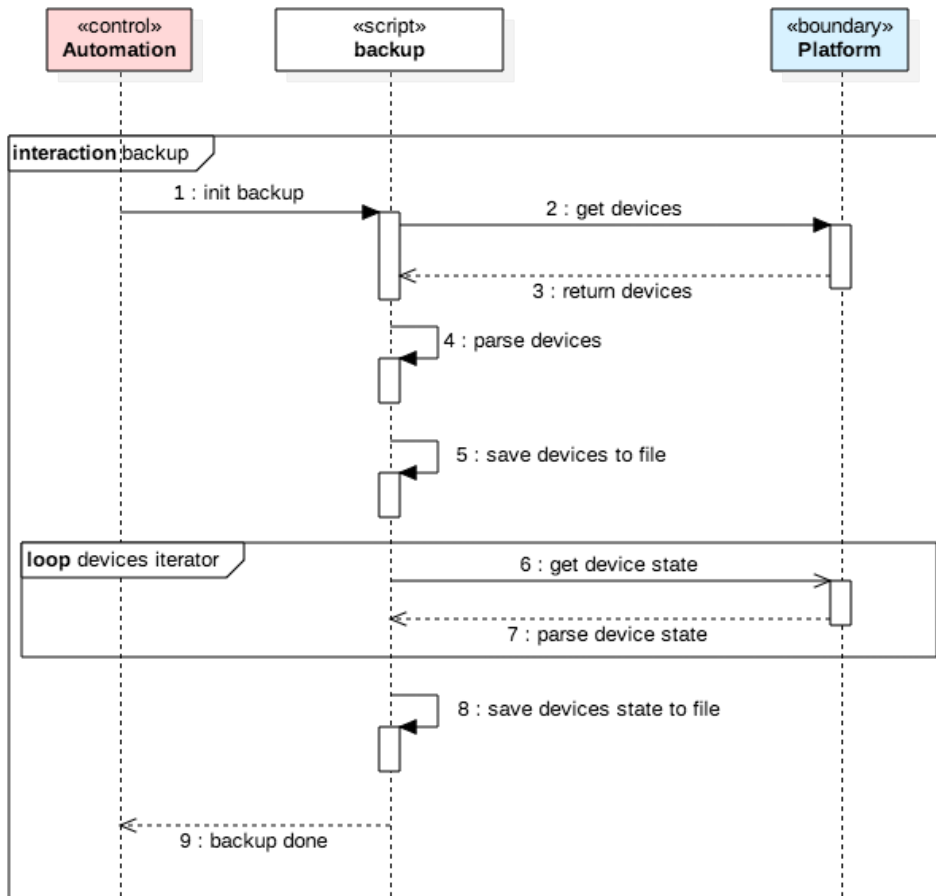 «control»
Automation
«script»
backup
«boundary»
Platform
interaction backup
1 : init backup
2 : get devices
3 : return devices
4 : parse devices
5 : save devices to file
loop devices iterator
6 : get device state
7 : parse device state
8 : save devices state to file
9 : backup done